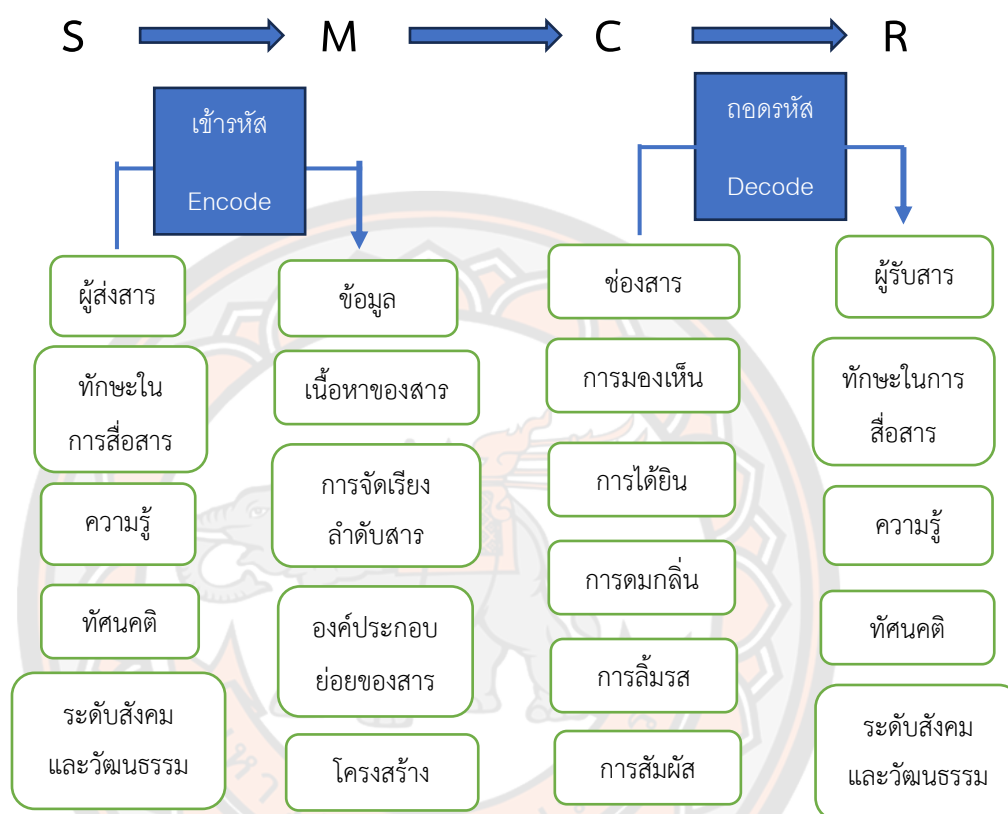 S M C R
เข้ารหัส
Encode
ถอดรหัส
Decode
ผู้ส่งสาร
ทักษะใน
การสื่อสาร
ความรู้
ทัศนคติ
ระดับสังคม
และวัฒนธรรม
ข้อมูล
เนื้อหาของสาร
การจัดเรียง
ลำดับสาร
องค์ประกอบ
ย่อยของสาร
โครงสร้าง
ช่องสาร
การมองเห็น
การได้ยิน
การดมกลิ่น
การลิ้มรส
การสัมผัส
ผู้รับสาร
ทักษะในการ
สื่อสาร
ความรู้
ทัศนคติ
ระดับสังคม
และวัฒนธรรม